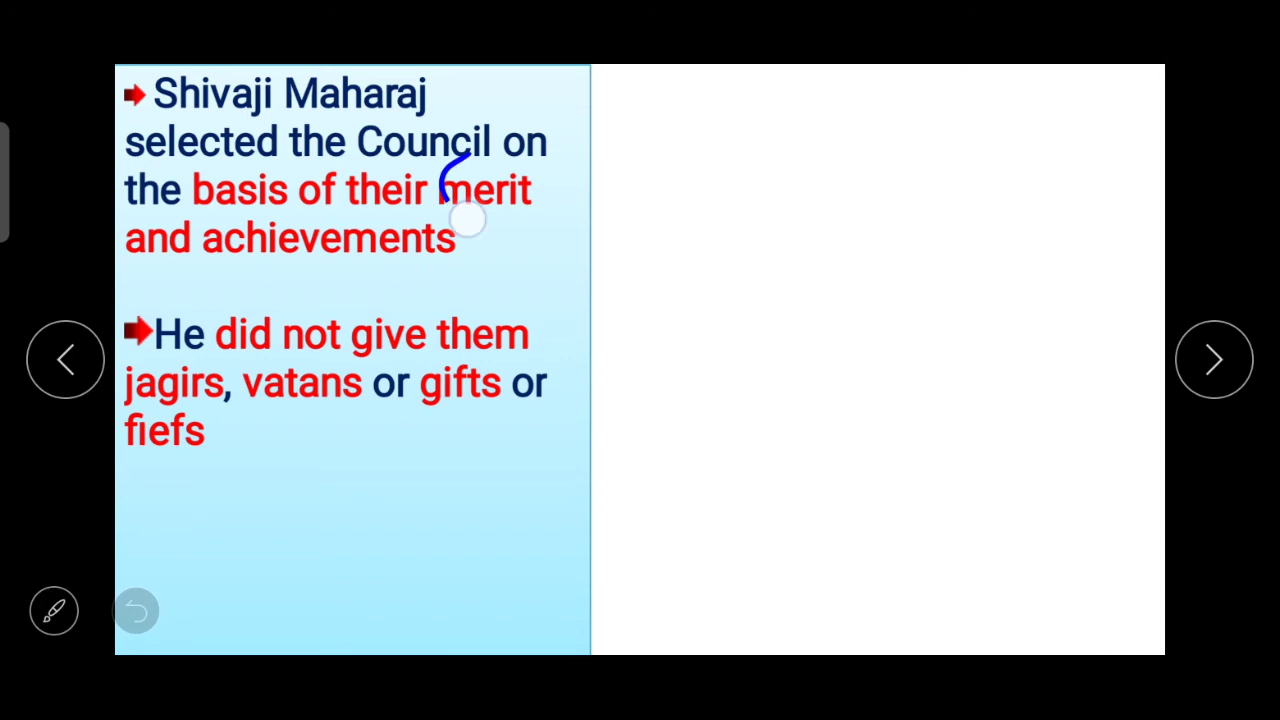 Shivaji Maharaj
selected the Council on
the basis of their merit
and achievements
He did not give them
jagirs, vatans or gifts or
fiefs